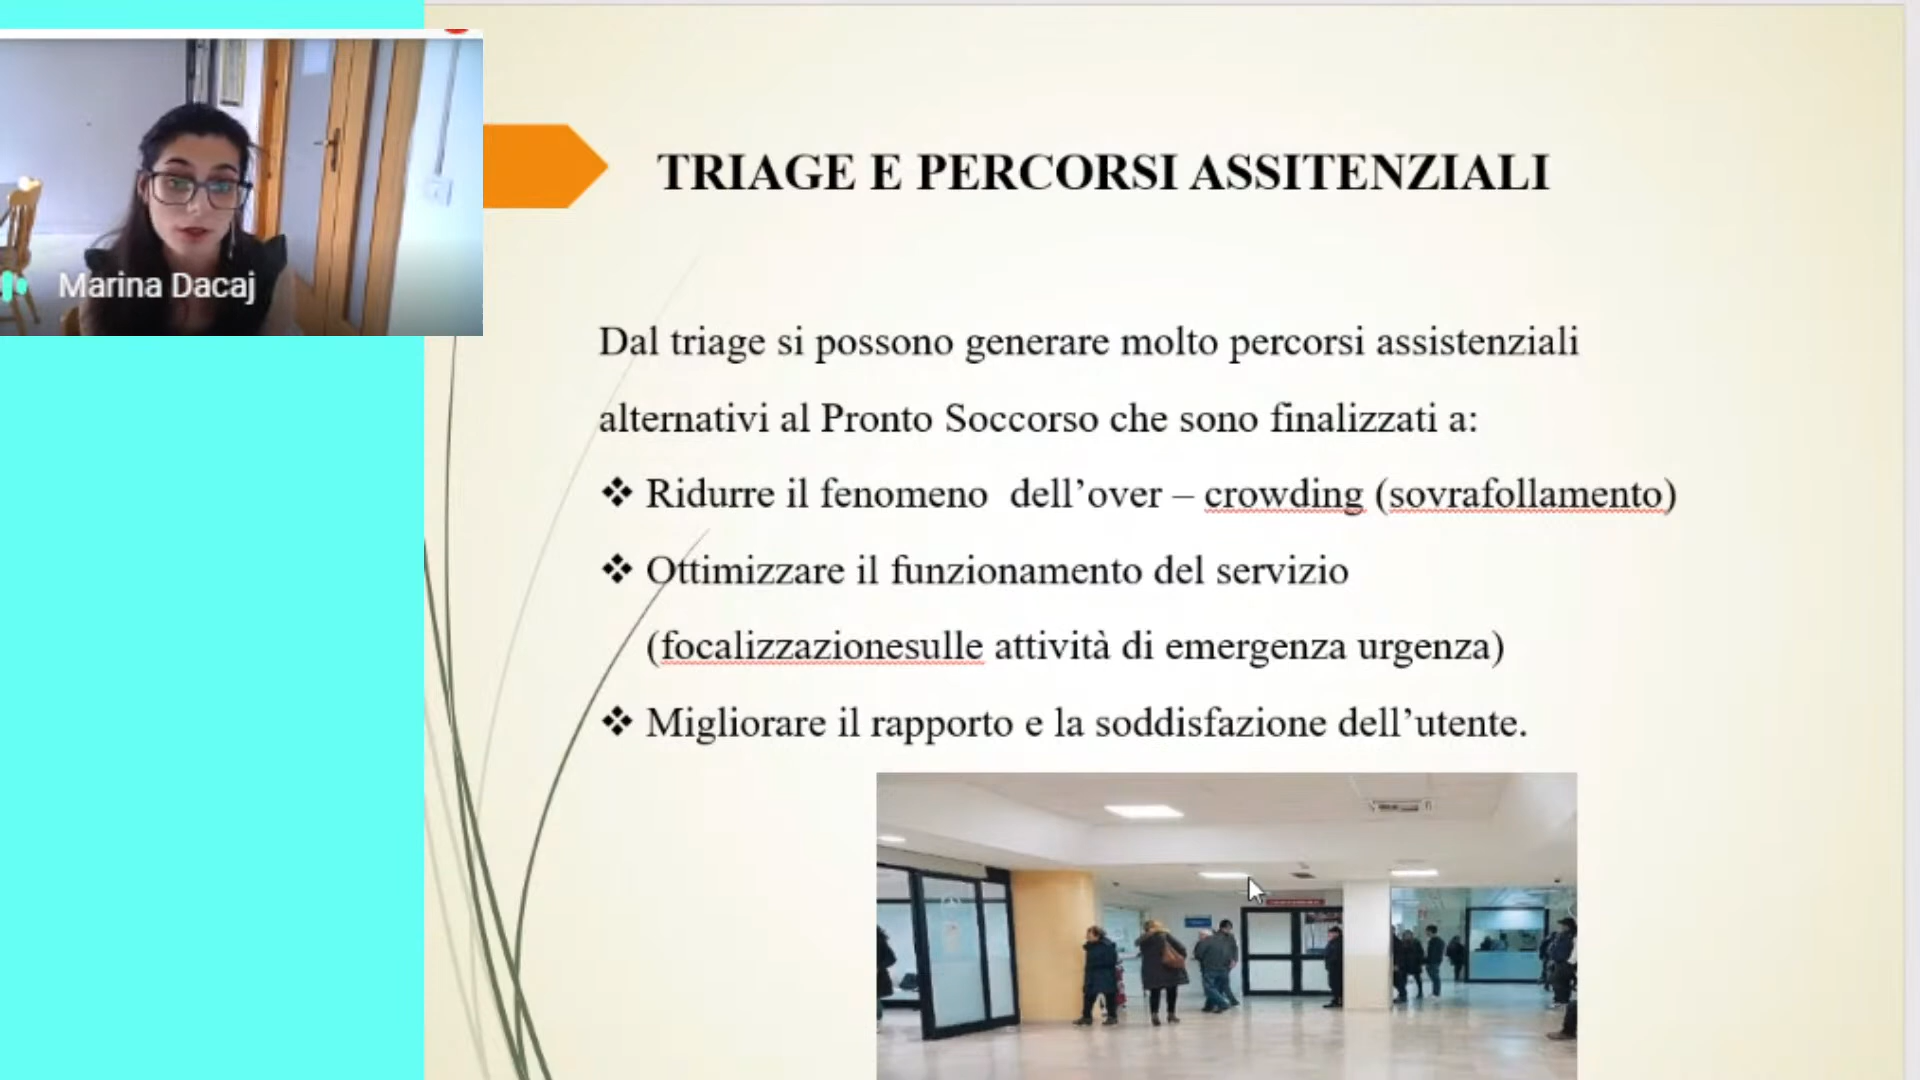 Marina Dacaj
TRIAGE E PERCORSI ASSITENZIALI
Dal triage si possono generare molto percorsi assistenziali
alternativi al Pronto Soccorso che sono finalizzati a:
❖ Ridurre il fenomeno dell’over – crowding (sovrafollamento)
❖ Ottimizzare il funzionamento del servizio
(focalizzazionesulle attività di emergenza urgenza)
❖ Migliorare il rapporto e la soddisfazione dell’utente.